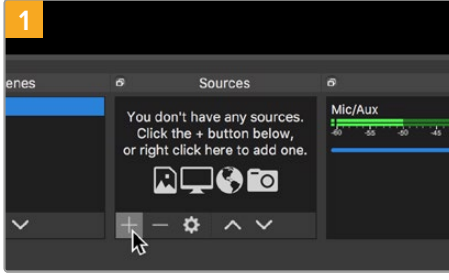 1
enes
Sources
You don't have any sources.
Click the + button below,
or right click here to add one.
Mic/Aux
-60 -55 -50 -45